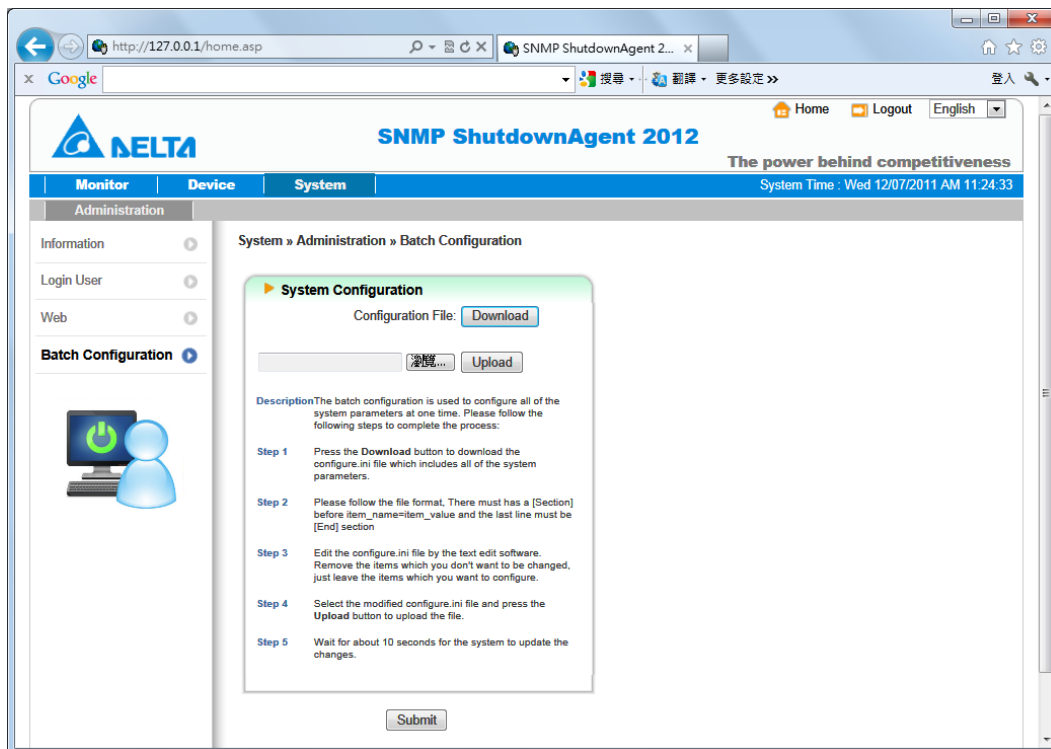 http://127.0.0.1/home.asp
SNMP ShutdownAgent 2...
x Google
搜尋
翻譯
更多設定 »
登入
Home
Logout
English
DELTA
SNMP ShutdownAgent 2012
The power behind competitiveness
Monitor
Device
System
System Time : Wed 12/07/2011 AM 11:24:33
Administration
Information
Login User
Web
Batch Configuration
System » Administration » Batch Configuration
System Configuration
Configuration File: Download
瀏覽... Upload
Description The batch configuration is used to configure all of the
system parameters at one time. Please follow the
following steps to complete the process:
Step 1 Press the Download button to download the
configure.ini file which includes all of the system
parameters.
Step 2 Please follow the file format, There must has a [Section]
before item_name=item_value and the last line must be
[End] section
Step 3 Edit the configure.ini file by the text edit software.
Remove the items which you don't want to be changed,
just leave the items which you want to configure.
Step 4 Select the modified configure.ini file and press the
Upload button to upload the file.
Step 5 Wait for about 10 seconds for the system to update the
changes.
Submit